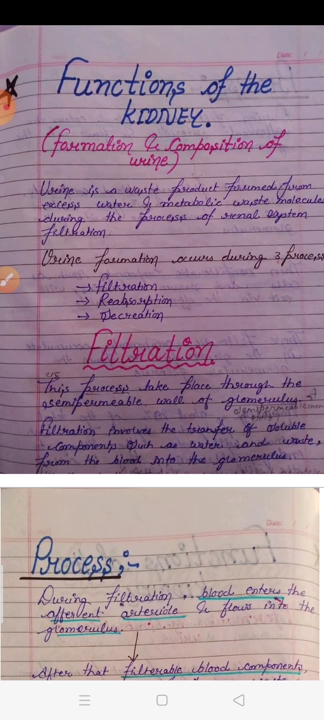 Date
Functions of the
KIDNEY.
(formation & Composition of
urine)
Urine is a waste product formed from
excess water & metabolic waste molecules
during the process of renal system
filtration.
Urine formation occurs during 3 process
→ filtration
→ Reabsorption
→ Secreation
Filtration
This process take place through the
semipermeable wall of glomerulus
Filtration involves the transfer of soluble
Components Such as water and waste,
from the blood into the glomerulus.
Process:-
During filtration, blood enters the
afferent arteriole & flows into the
glomerulus.
After that filterable blood components,